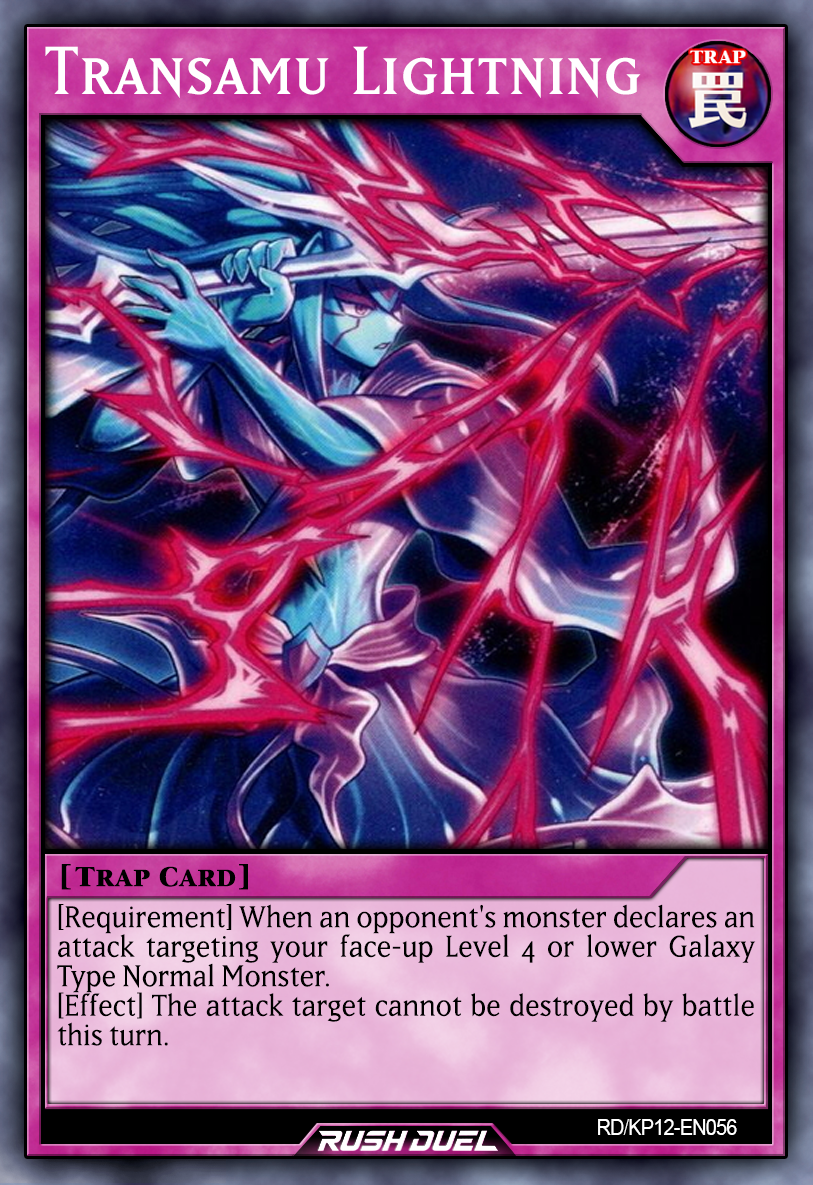 Transamu Lightning
TRAP
罠
[Trap Card]
[Requirement] When an opponent's monster declares an
attack targeting your face-up Level 4 or lower Galaxy
Type Normal Monster.
[Effect] The attack target cannot be destroyed by battle
this turn.
RD/KP12-EN056
RUSH DUEL